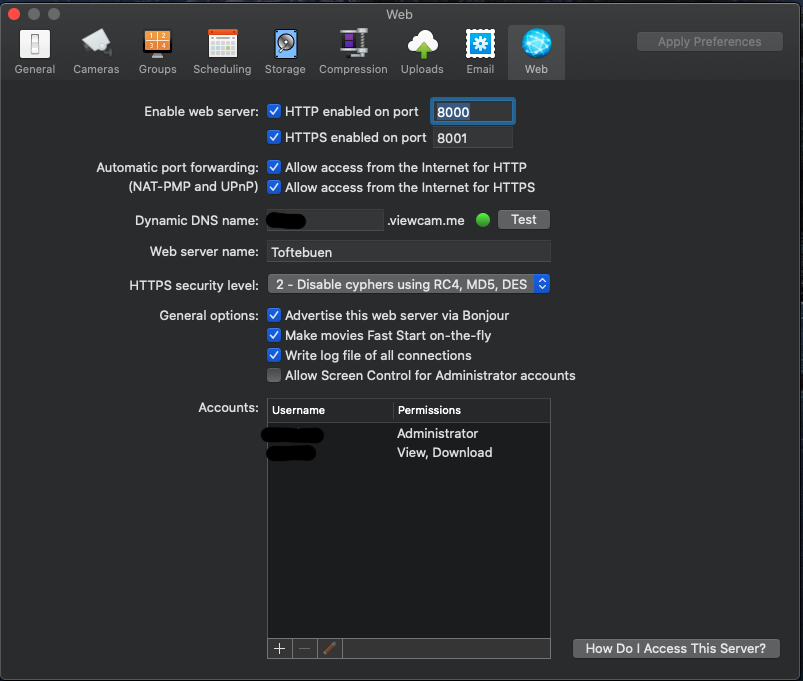 Web
General
Cameras
1 2
3 4
Groups
Scheduling
Storage
Compression
Uploads
Email
Web
Apply Preferences
Enable web server: HTTP enabled on port 8000
HTTPS enabled on port 8001
Automatic port forwarding: Allow access from the Internet for HTTP
(NAT-PMP and UPnP) Allow access from the Internet for HTTPS
Dynamic DNS name: .viewcam.me Test
Web server name: Toftebuen
HTTPS security level: 2 - Disable cyphers using RC4, MD5, DES
General options: Advertise this web server via Bonjour
Make movies Fast Start on-the-fly
Write log file of all connections
Allow Screen Control for Administrator accounts
Accounts: Username Permissions
Administrator
View, Download
How Do I Access This Server?